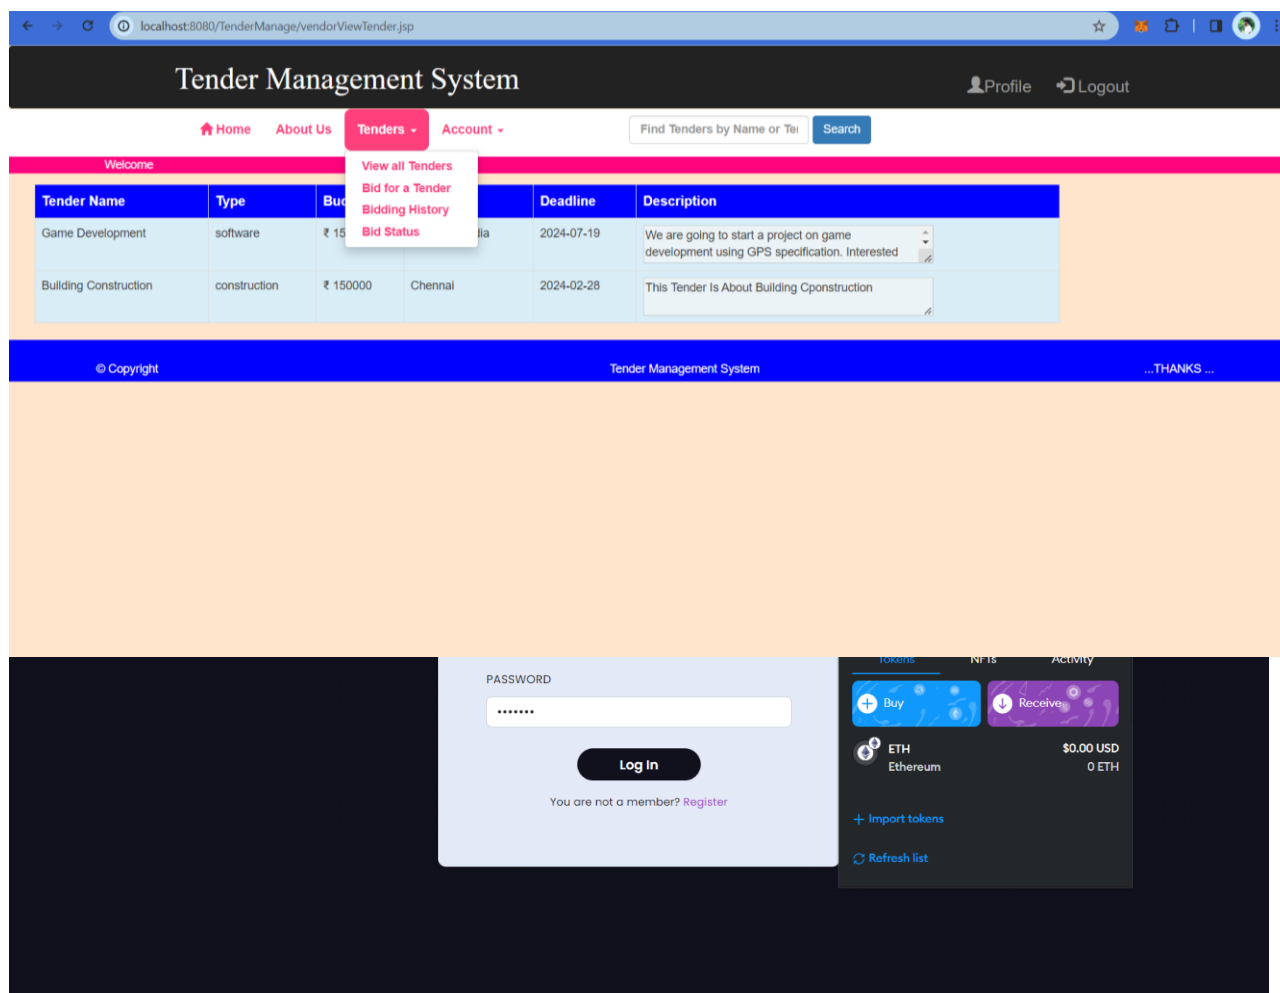 localhost:8080/TenderManage/vendorViewTender.jsp
Tender Management System
Profile Logout
Home About Us Tenders Account Find Tenders by Name or Search
Welcome
View all Tenders
Bid for a Tender
Bidding History
Bid Status
Tender Name Type Deadline Description
Game Development software ₹ 2024-07-19 We are going to start a project on game
development using GPS specification. Interested
Building Construction construction ₹ 150000 Chennai 2024-02-28 This Tender Is About Building Cponstruction
© Copyright Tender Management System ...THANKS ...
Tokens NFTs Activity
PASSWORD
•••••••
Buy Receive
Log In
ETH $0.00 USD
Ethereum 0 ETH
You are not a member? Register
Import tokens
Refresh list